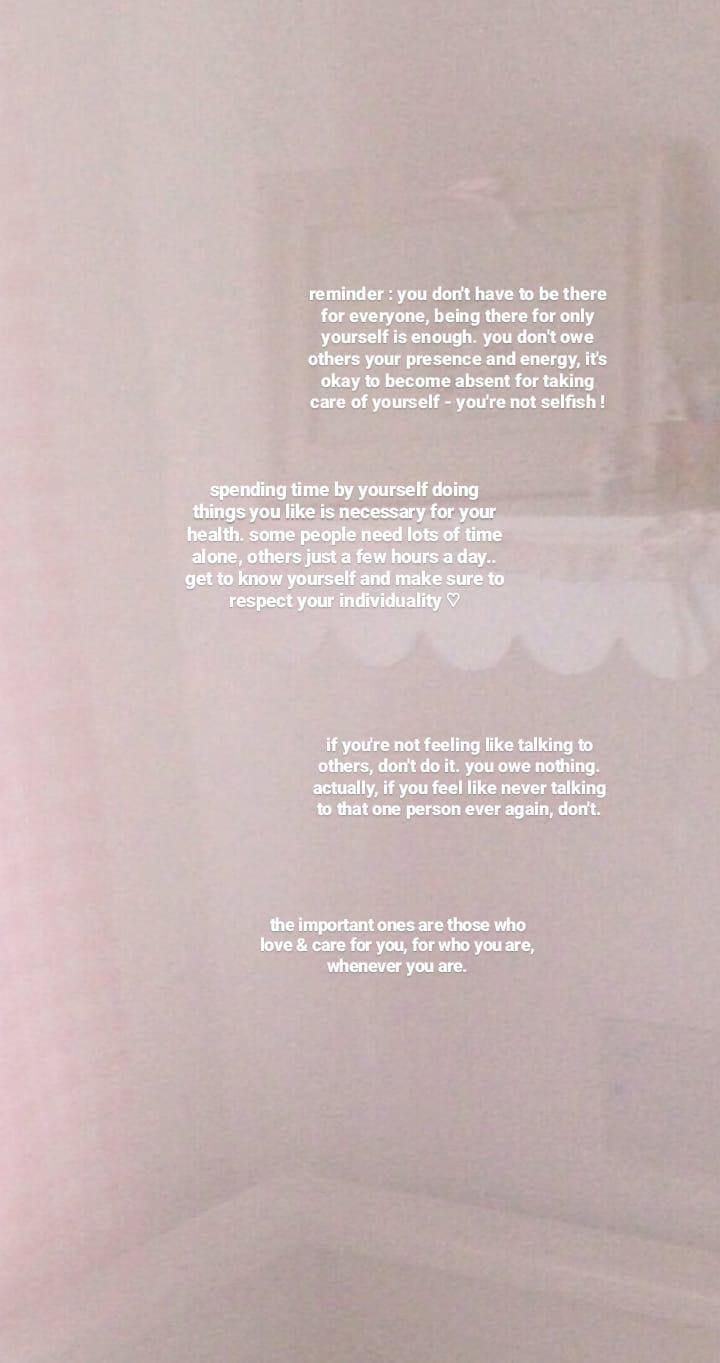 reminder : you don't have to be there
for everyone, being there for only
yourself is enough. you don't owe
others your presence and energy, it's
okay to become absent for taking
care of yourself - you're not selfish !
spending time by yourself doing
things you like is necessary for your
health. some people need lots of time
alone, others just a few hours a day..
get to know yourself and make sure to
respect your individuality ♡
if you're not feeling like talking to
others, don't do it. you owe nothing.
actually, if you feel like never talking
to that one person ever again, don't.
the important ones are those who
love & care for you, for who you are,
whenever you are.